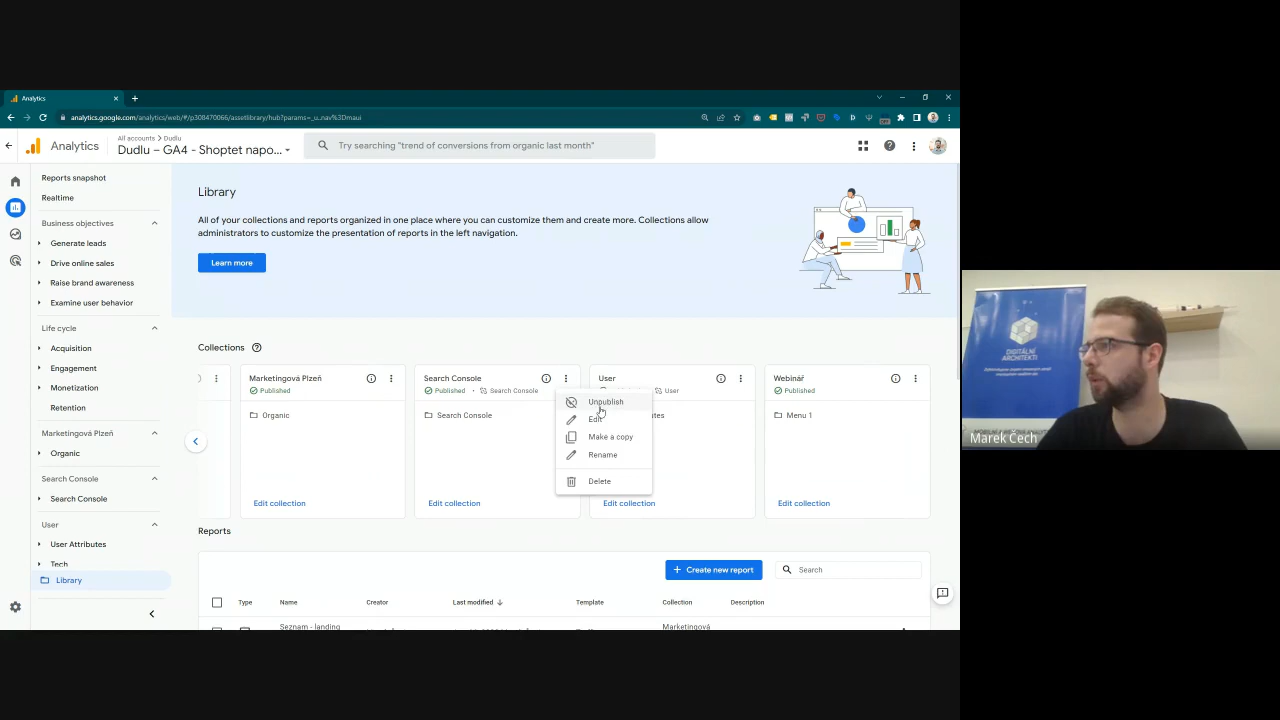 Analytics
analytics.google.com/analytics/web/#/p308470066/assetlibrary/hub?params=_u..nav%3Dmaui
Analytics
All accounts > Dudlu
Dudlu – GA4 - Shoptet napo...
Try searching "trend of conversions from organic last month"
Reports snapshot
Realtime
Business objectives
Generate leads
Drive online sales
Raise brand awareness
Examine user behavior
Life cycle
Acquisition
Engagement
Monetization
Retention
Marketingová Plzeň
Organic
Search Console
Search Console
User
User Attributes
Tech
Library
Library
All of your collections and reports organized in one place where you can customize them and create more. Collections allow
administrators to customize the presentation of reports in the left navigation.
Learn more
Collections
Marketingová Plzeň
Published
Organic
Edit collection
Search Console
Published
Search Console
Search Console
Edit collection
Unpublish
Edit
Make a copy
Rename
Delete
User
User
utes
Edit collection
Webinář
Published
Menu 1
Edit collection
Reports
Create new report
Search
Type
Name
Creator
Last modified
Template
Collection
Description
Seznam - landing
Marketingová
DIGITÁLNÍ
ARCHITEKTI
Marek Čech